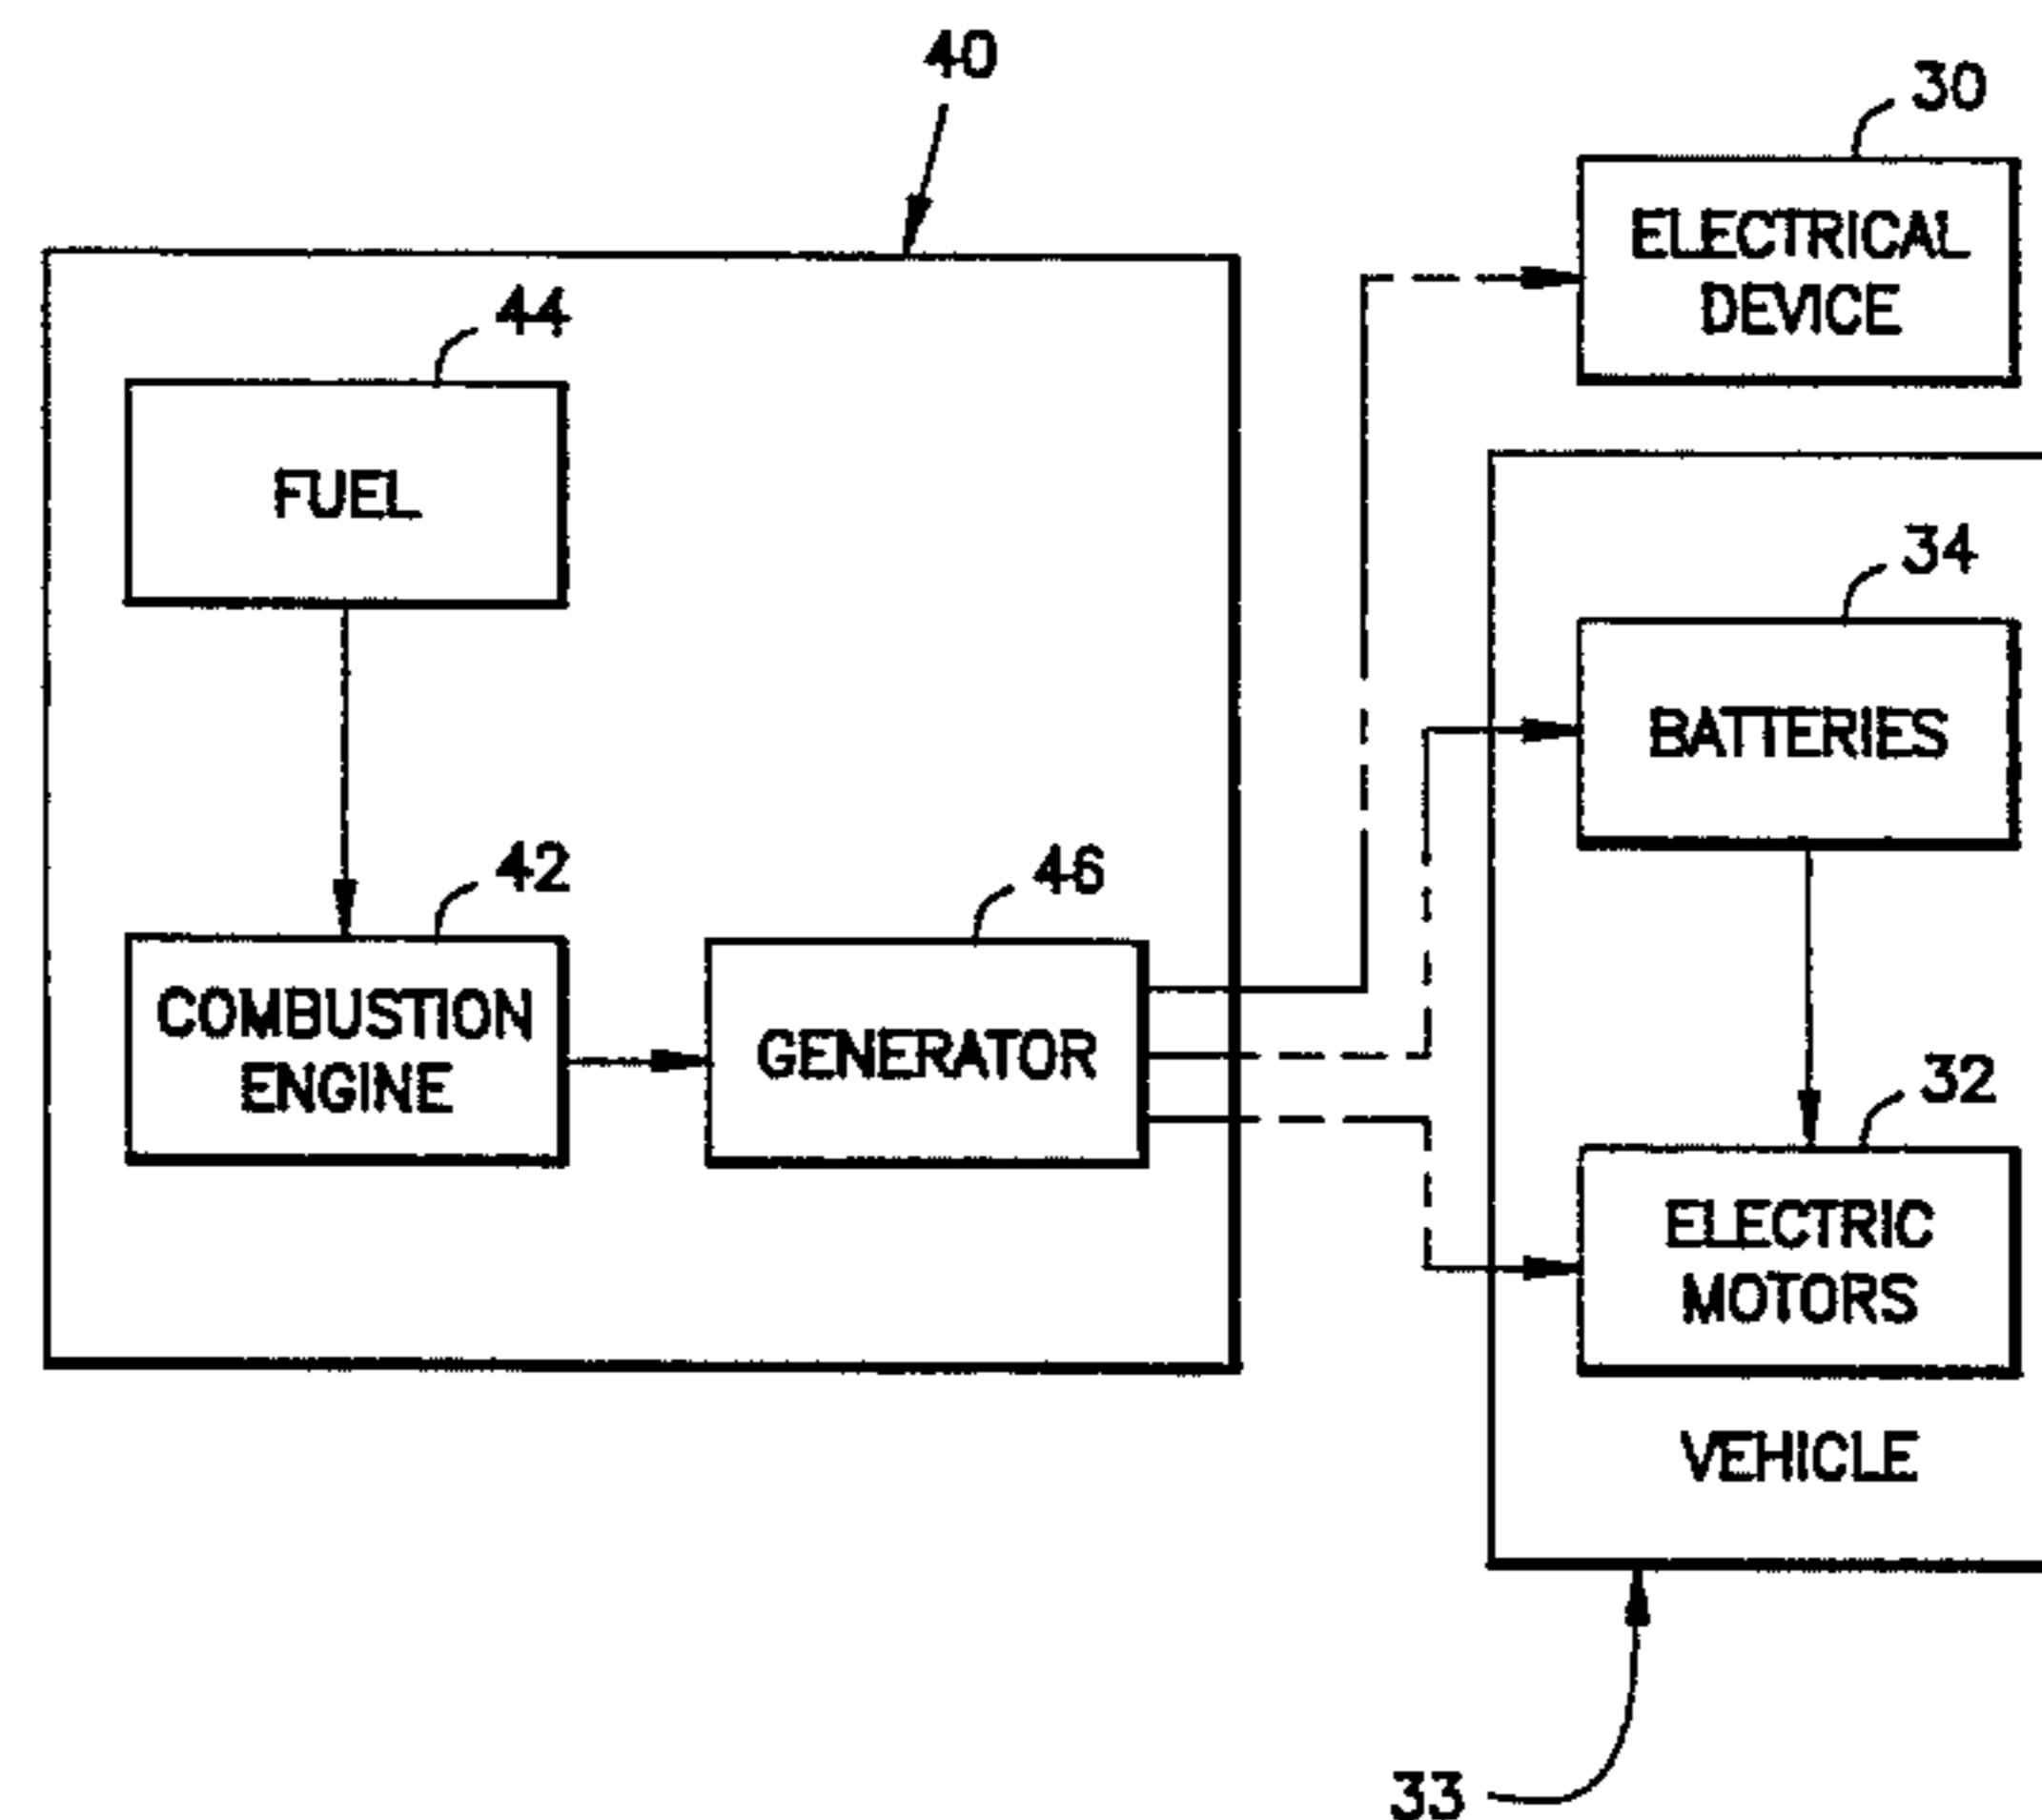 40
30
ELECTRICAL
DEVICE
44
FUEL
34
BATTERIES
42
COMBUSTION
ENGINE
46
GENERATOR
32
ELECTRIC
MOTORS
VEHICLE
33